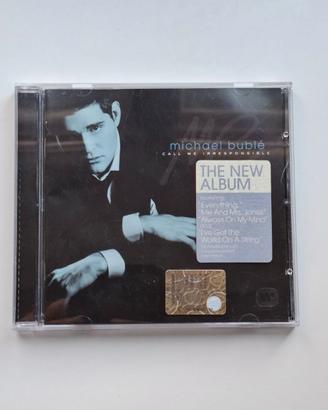 michael bublé
CALL ME IRRESPONSIBLE
THE NEW
ALBUM
"Everything,"
"Me And Mrs. Jones"
"Always On My Mind"
"I've Got the
World On A String"